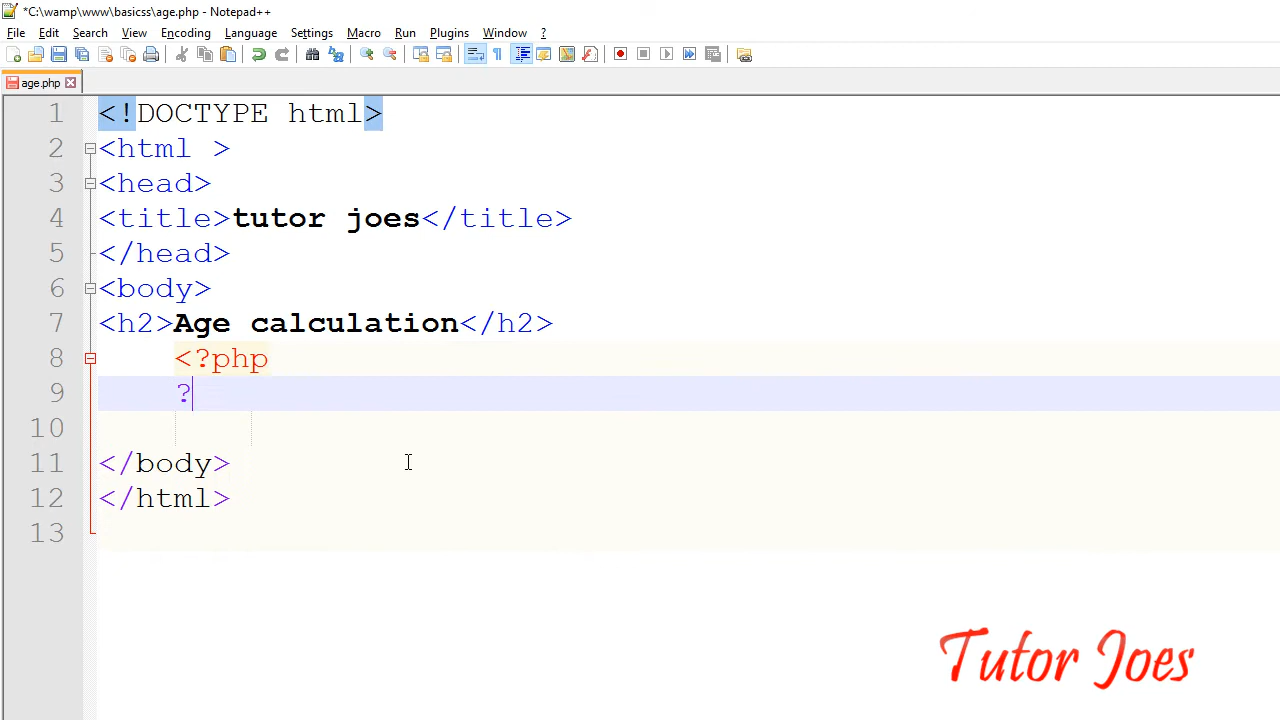 *C:\wamp\www\basicss\age.php - Notepad++
File Edit Search View Encoding Language Settings Macro Run Plugins Window ?
age.php
1 <!DOCTYPE html>
2 <html >
3 <head>
4 <title>tutor joes</title>
5 </head>
6 <body>
7 <h2>Age calculation</h2>
8 <?php
9 ?
10
11 </body>
12 </html>
13
Tutor Joes